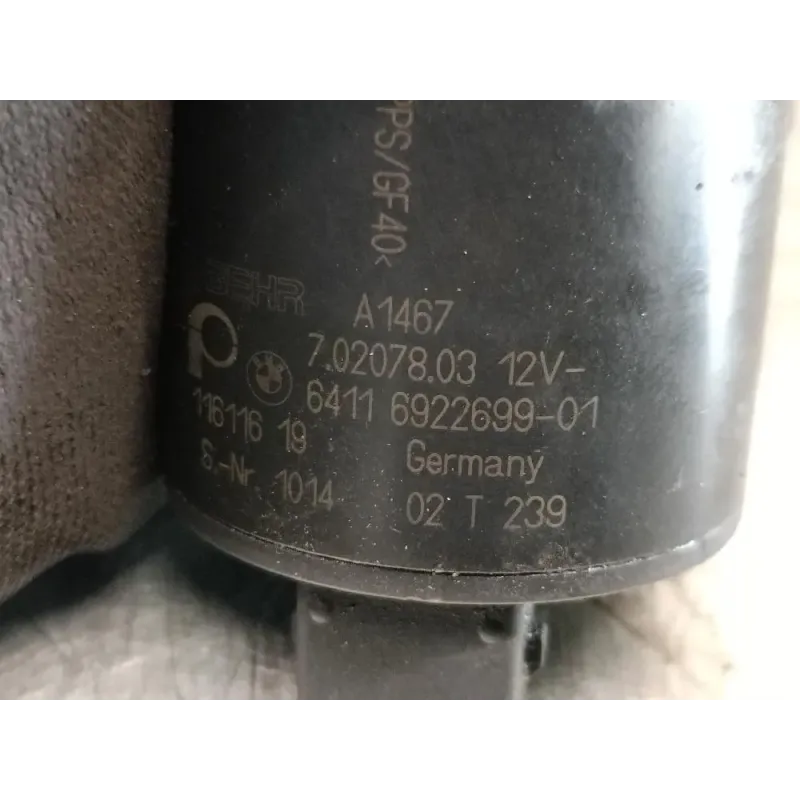 PPS/GF40<
BEHR
A1467
7.02078.03 12V-
6411 6922699-01
116116 19
Germany
S.-Nr. 1014
02 T 239